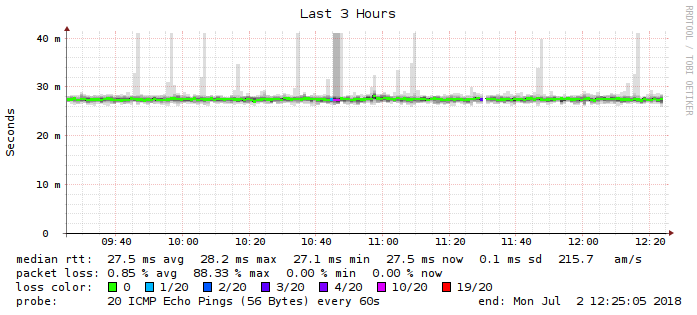 Last 3 Hours
RRDTOOL / TOBI OETIKER
Seconds
40 m
30 m
20 m
10 m
0
09:40 10:00 10:20 10:40 11:00 11:20 11:40 12:00 12:20
median rtt: 27.5 ms avg 28.2 ms max 27.1 ms min 27.5 ms now 0.1 ms sd 215.7 am/s
packet loss: 0.85 % avg 88.33 % max 0.00 % min 0.00 % now
loss color: 0 1/20 2/20 3/20 4/20 10/20 19/20
probe: 20 ICMP Echo Pings (56 Bytes) every 60s end: Mon Jul 2 12:25:05 2018